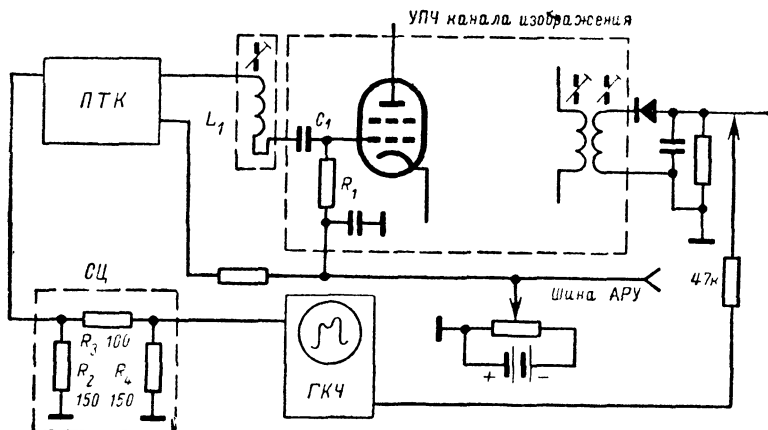 УПЧ канала изображения
ПТК
L1
C1
R1
СЦ
Шина АРУ
47к
R3 100
R2 R4
150 150
+ -
ГКЧ